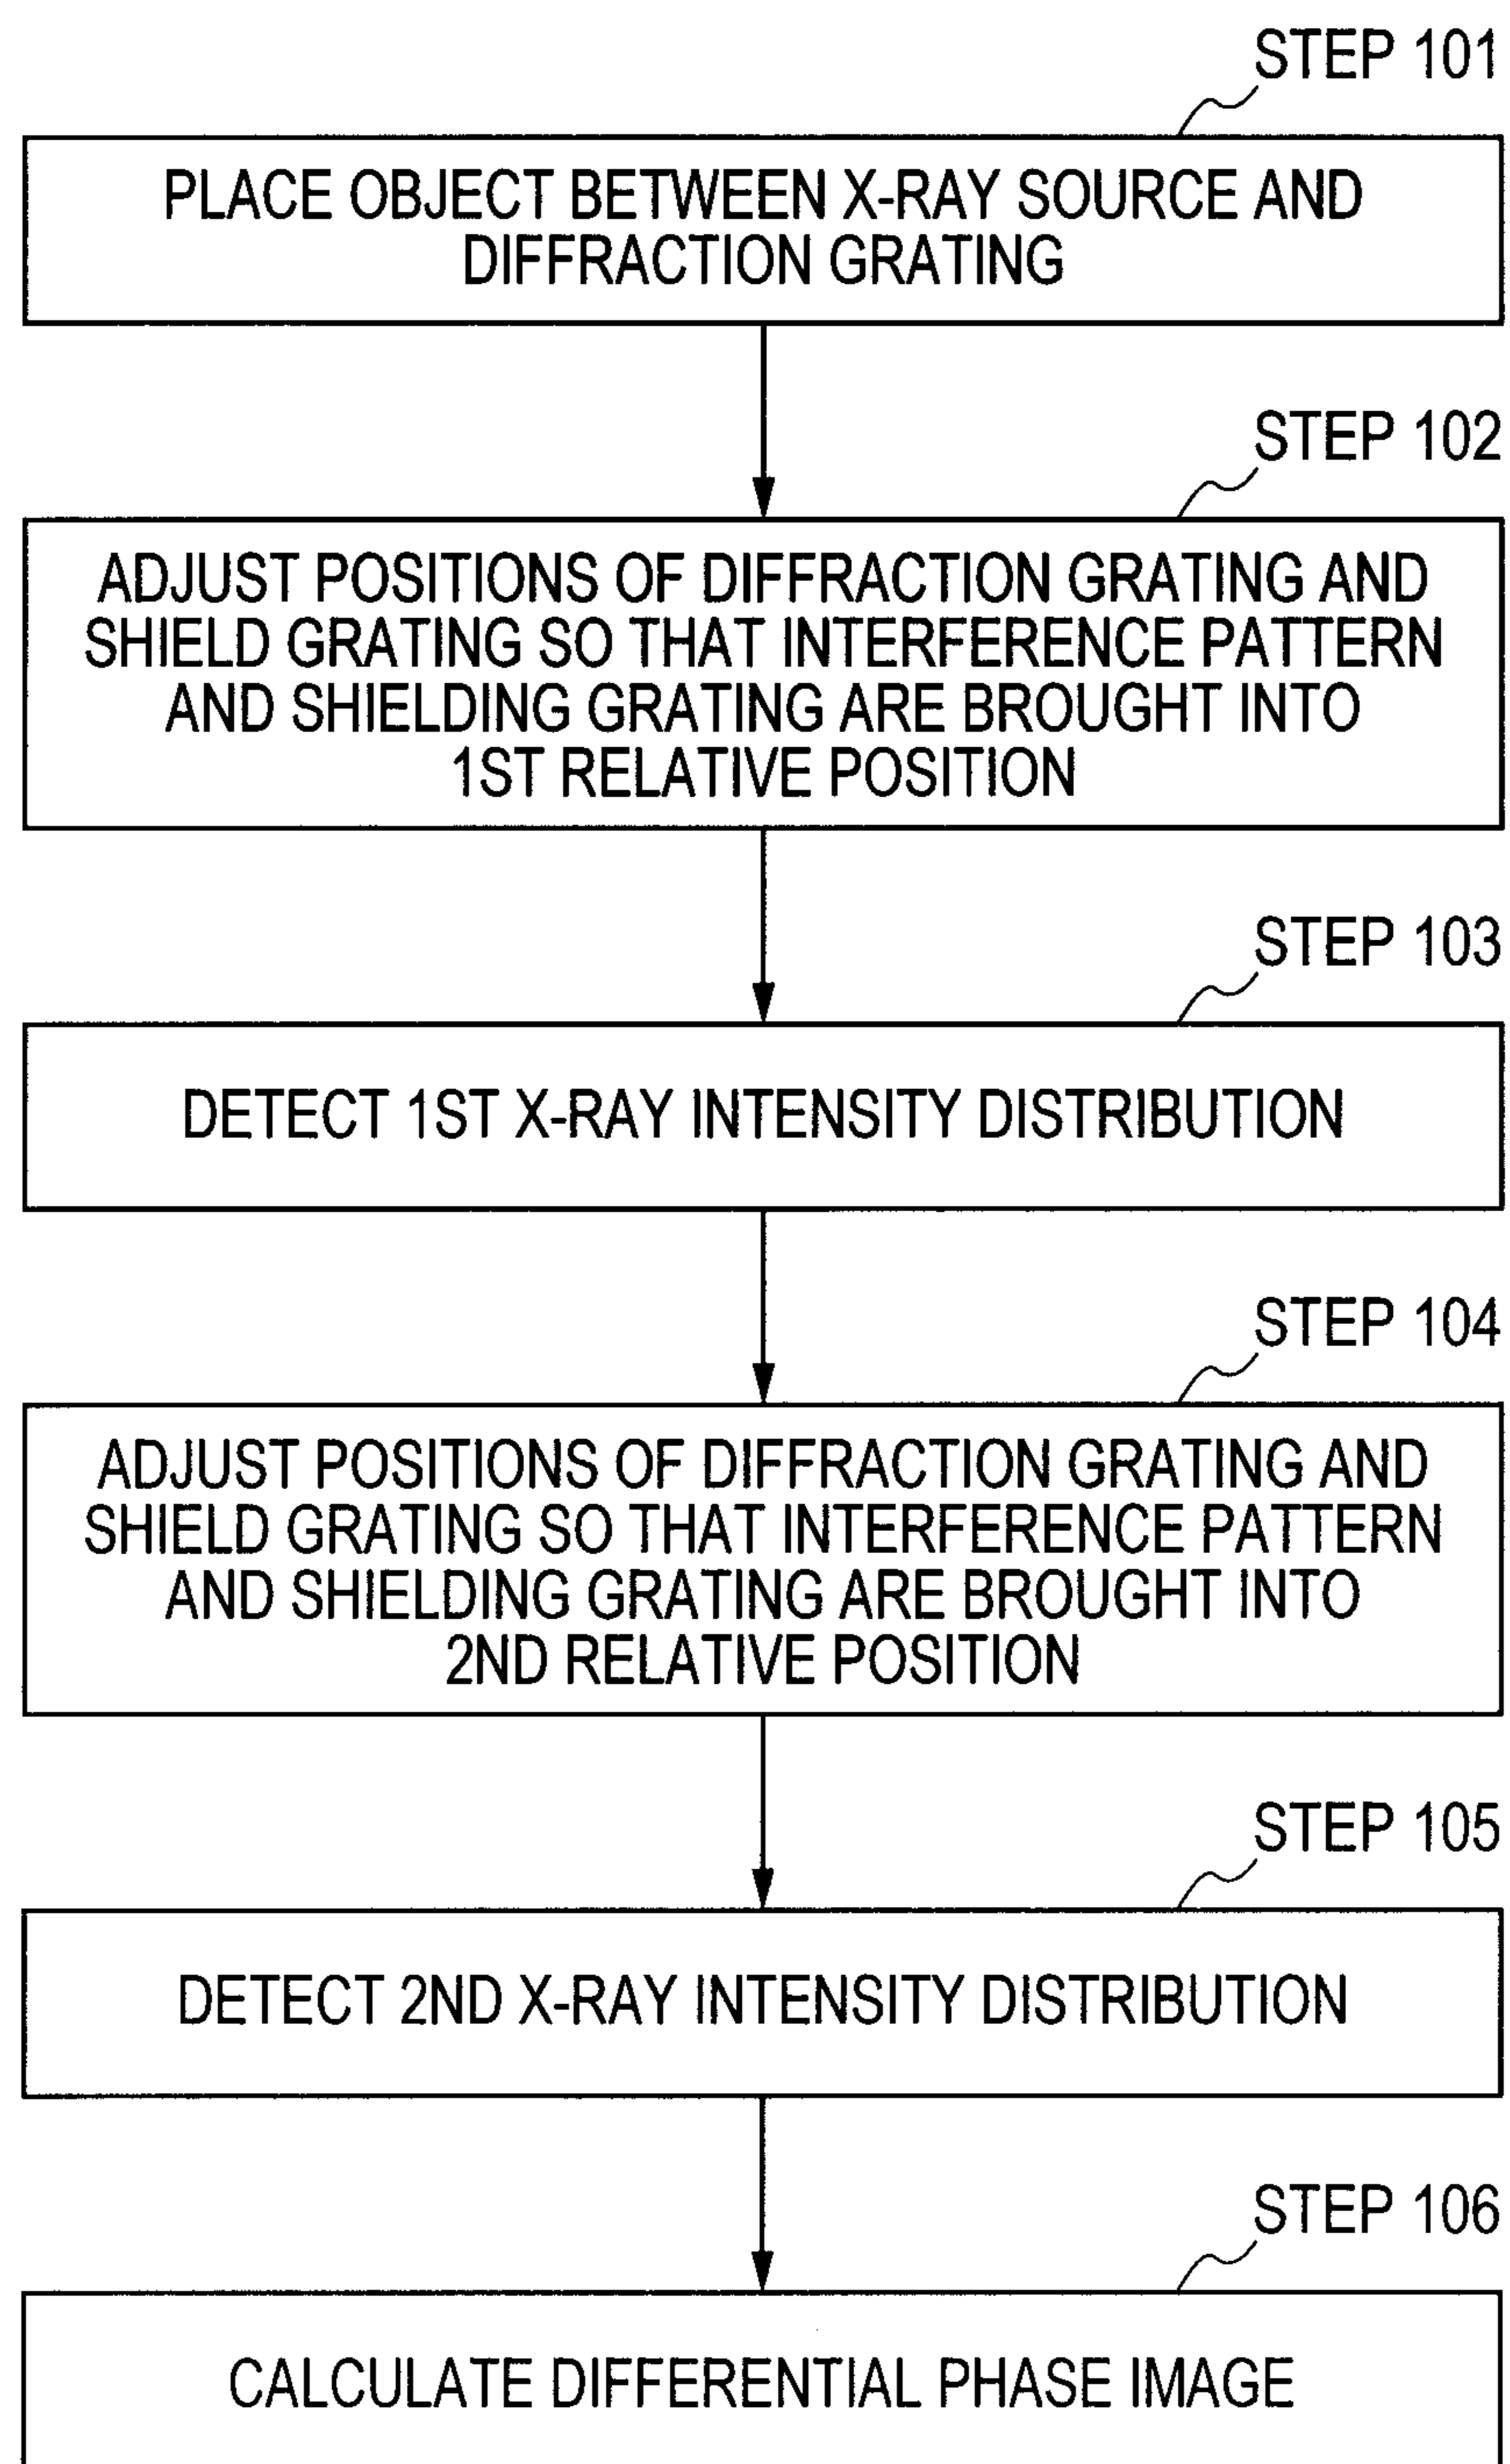 STEP 101
PLACE OBJECT BETWEEN X-RAY SOURCE AND
DIFFRACTION GRATING
STEP 102
ADJUST POSITIONS OF DIFFRACTION GRATING AND
SHIELD GRATING SO THAT INTERFERENCE PATTERN
AND SHIELDING GRATING ARE BROUGHT INTO
1ST RELATIVE POSITION
STEP 103
DETECT 1ST X-RAY INTENSITY DISTRIBUTION
STEP 104
ADJUST POSITIONS OF DIFFRACTION GRATING AND
SHIELD GRATING SO THAT INTERFERENCE PATTERN
AND SHIELDING GRATING ARE BROUGHT INTO
2ND RELATIVE POSITION
STEP 105
DETECT 2ND X-RAY INTENSITY DISTRIBUTION
STEP 106
CALCULATE DIFFERENTIAL PHASE IMAGE